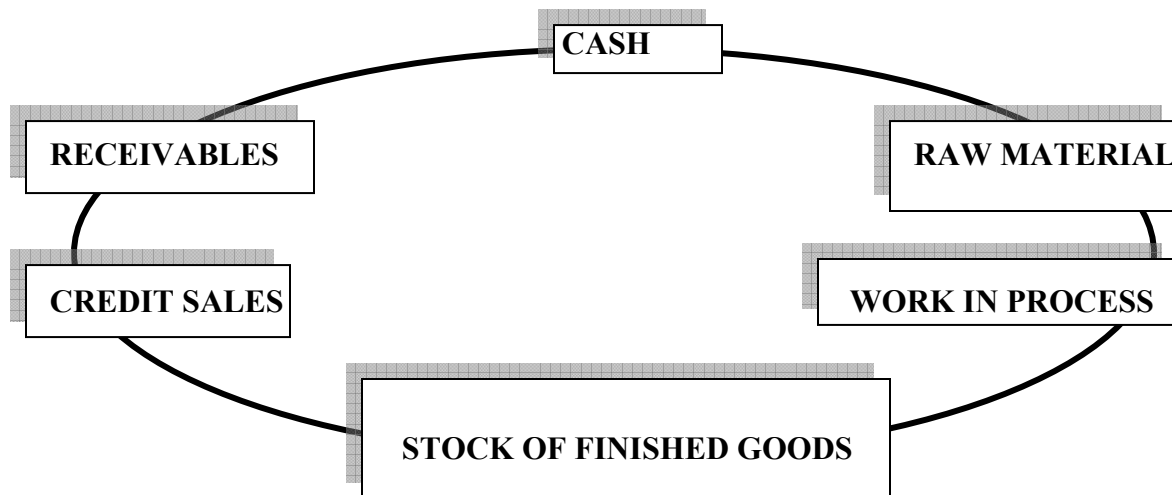 CASH
RECEIVABLES
RAW MATERIAL
CREDIT SALES
WORK IN PROCESS
STOCK OF FINISHED GOODS